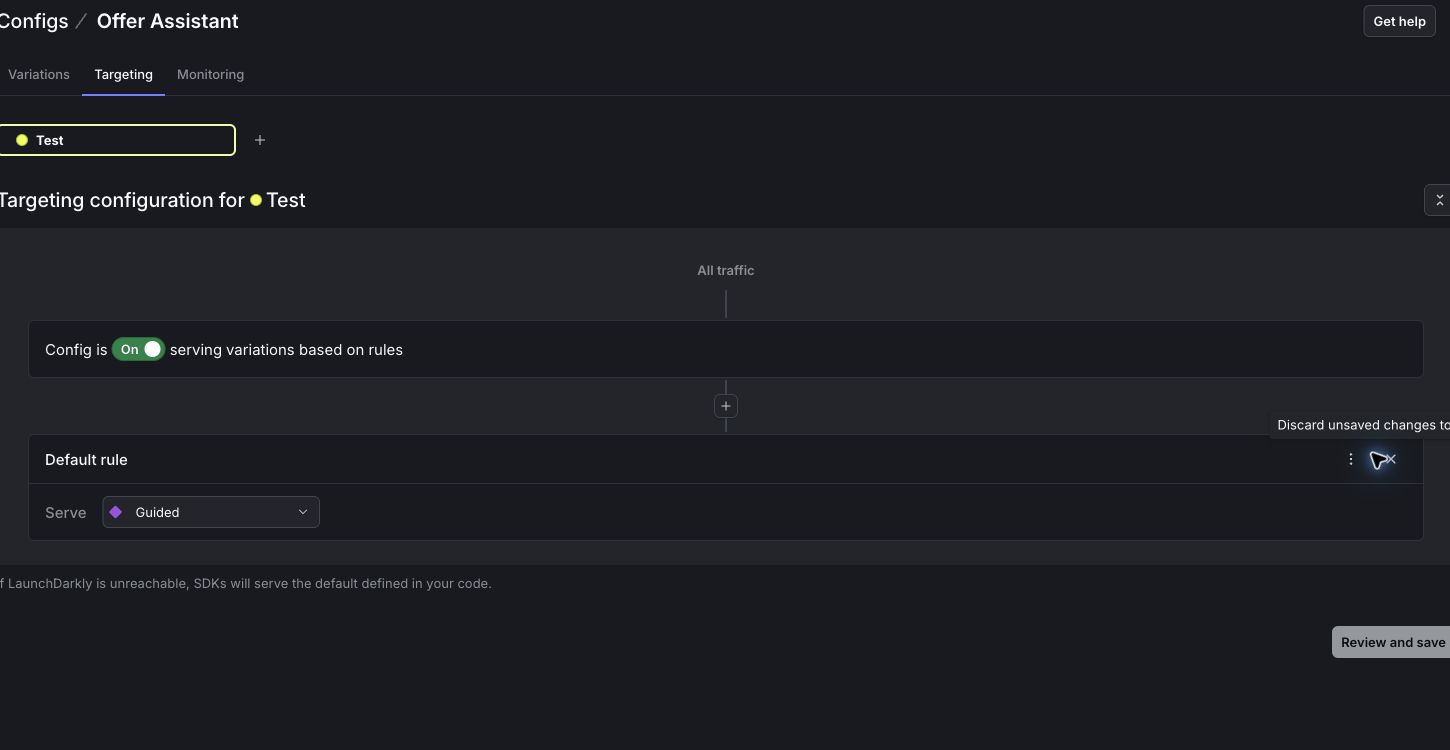 Configs / Offer Assistant
Get help
Variations Targeting Monitoring
Test
Targeting configuration for Test
All traffic
Config is On serving variations based on rules
Discard unsaved changes to
Default rule
Serve Guided
f LaunchDarkly is unreachable, SDKs will serve the default defined in your code.
Review and save